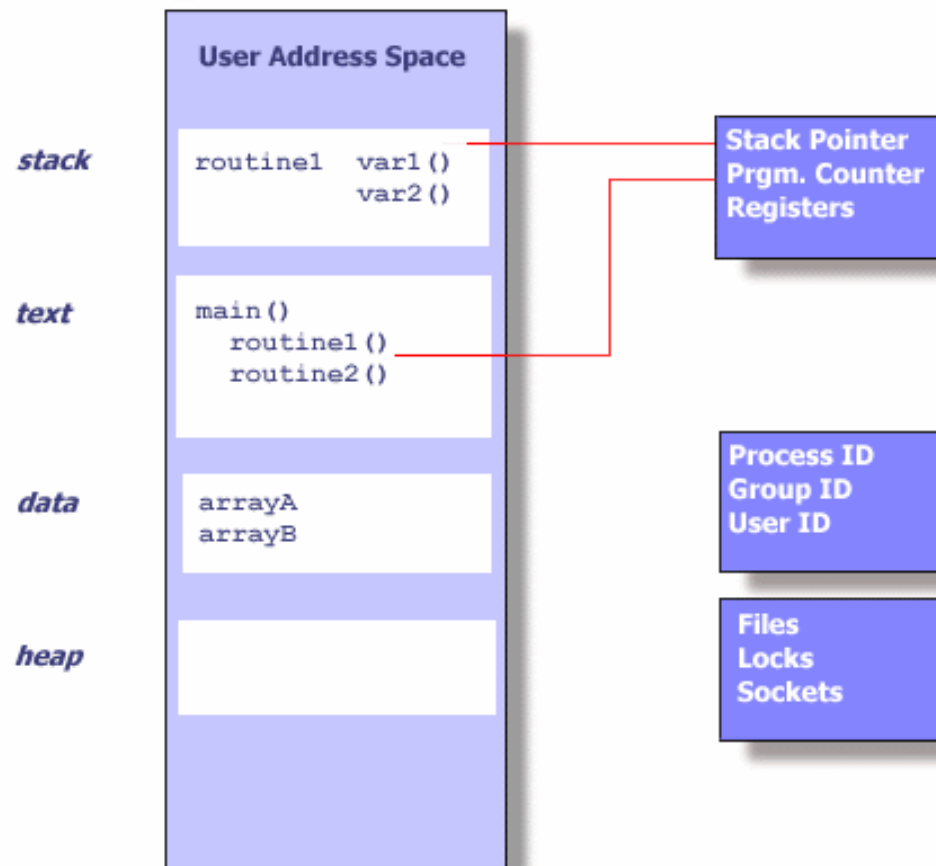 User Address Space
stack
routine1 var1()
var2()
text
main()
routine1()
routine2()
data
arrayA
arrayB
heap
Stack Pointer
Prgm. Counter
Registers
Process ID
Group ID
User ID
Files
Locks
Sockets